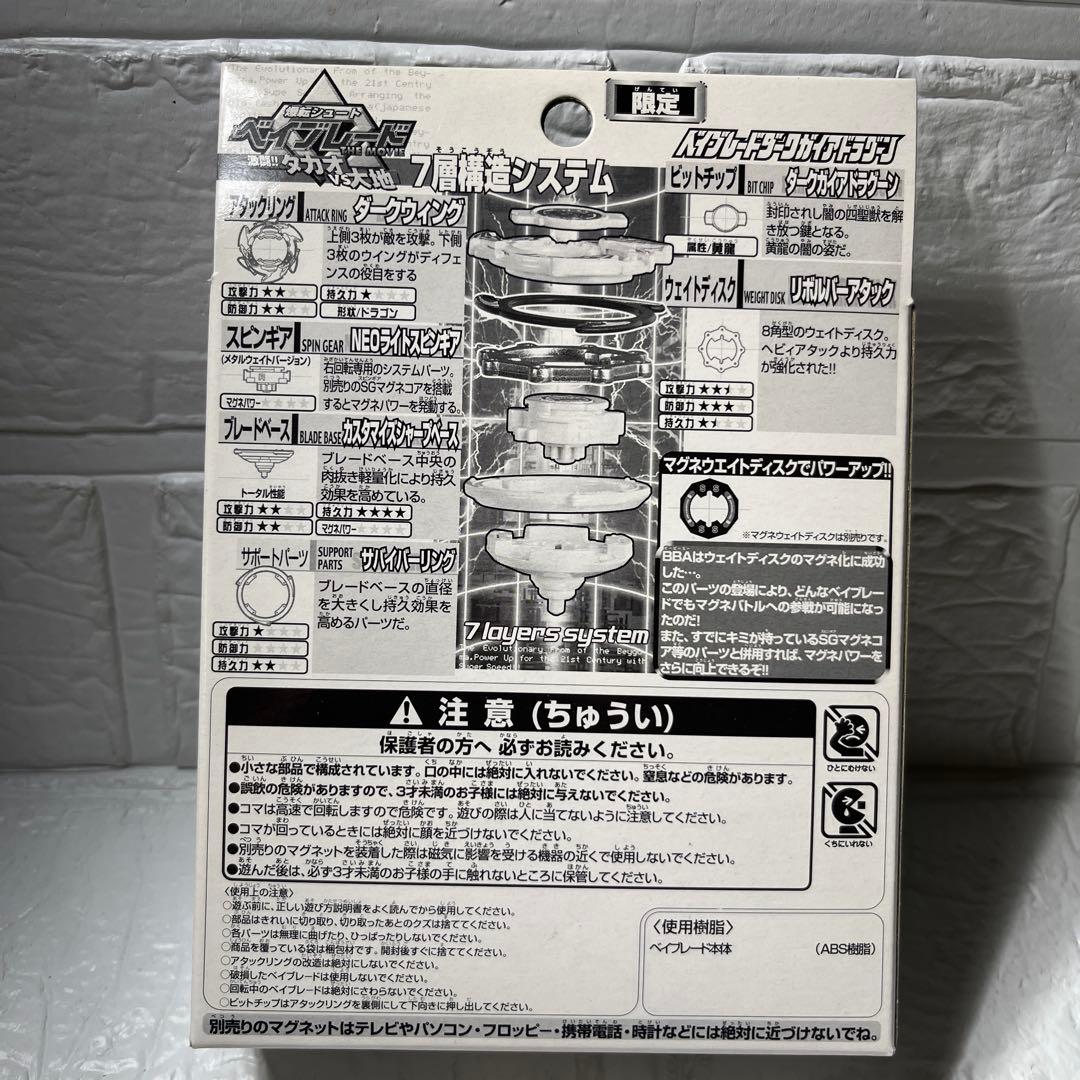 限定
爆転シュート
ベイブレード
THE MOVIE
激闘!! タカオVS大地
ベイブレードダークガイアドラグーン
7層構造システム
アタックリング ATTACK RING ダークウィング
上側3枚が敵を攻撃。下側
3枚のウイングがディフェ
ンスの役目をする
攻撃力★★☆☆ 持久力★☆☆☆
防御力★★☆☆ 形状/ドラゴン
スピンギア SPIN GEAR NEOライトスピンギア
(メタルウェイトバージョン)
右回転専用のシステムパーツ。
別売りのSGマグネコアを搭載
するとマグネパワーを発動する。
マグネパワー☆☆☆☆
ブレードベース BLADE BASE カスタマイズシャープベース
ブレードベース中央の
肉抜き軽量化により持久
効果を高めている。
トータル性能
攻撃力★★☆☆ 持久力★★★★
防御力★★☆☆ マグネパワー☆☆☆☆
サポートパーツ SUPPORT PARTS サバイバーリング
ブレードベースの直径
を大きくし持久効果を
高めるパーツだ。
攻撃力★☆☆☆
防御力☆☆☆☆
持久力★★☆☆
7 layers system
ビットチップ BIT CHIP ダークガイアドラグーン
封印されし闇の四聖獣を解
き放つ鍵となる。
黄龍の闇の姿だ。
属性/黄龍
ウェイトディスク WEIGHT DISK リボルバーアタック
8角型のウェイトディスク。
ヘビィアタックより持久力
が強化された!!
攻撃力
防御力★★★☆
持久力
マグネウエイトディスクでパワーアップ!!
※マグネウェイトディスクは別売りです。
BBAはウェイトディスクのマグネ化に成功
した…。
このパーツの登場により、どんなベイブレー
ドでもマグネバトルへの参戦が可能になっ
たのだ!
また、すでにキミが持っているSGマグネコ
ア等のパーツと併用すれば、マグネパワーを
さらに向上できるぞ!!
注意(ちゅうい)
保護者の方へ 必ずお読みください。
●小さな部品で構成されています。口の中には絶対に入れないでください。窒息などの危険があります。
●誤飲の危険がありますので、3才未満のお子様には絶対に与えないでください。
●コマは高速で回転しますので危険です。遊びの際は人に当てないように注意してください。
●コマが回っているときには絶対に顔を近づけないでください。
●別売りのマグネットを装着した際は磁気に影響を受ける機器の近くで使用しないでください。
●遊んだ後は、必ず3才未満のお子様の手に触れないところに保管してください。
ひとにむけない
くちにいれない
〈使用上の注意〉
○遊ぶ前に、正しい遊び方説明書をよく読んでから使用してください。
○部品はきれいに切り取り、切り取ったあとのクズは捨ててください。
○各パーツは無理に曲げたり、ひっぱったりしないでください。
○商品を覆っている袋は梱包材です。開封後すぐに捨ててください。
○アタックリングの改造は絶対にしないでください。
○破損したベイブレードは使用しないでください。
○回転中のベイブレードは絶対にさわらないでください。
○ビットチップはアタックリングを裏側にして下向きに押し出してください。
〈使用樹脂〉
ベイブレード本体 (ABS樹脂)
別売りのマグネットはテレビやパソコン・フロッピー・携帯電話・時計などには絶対に近づけないでね。